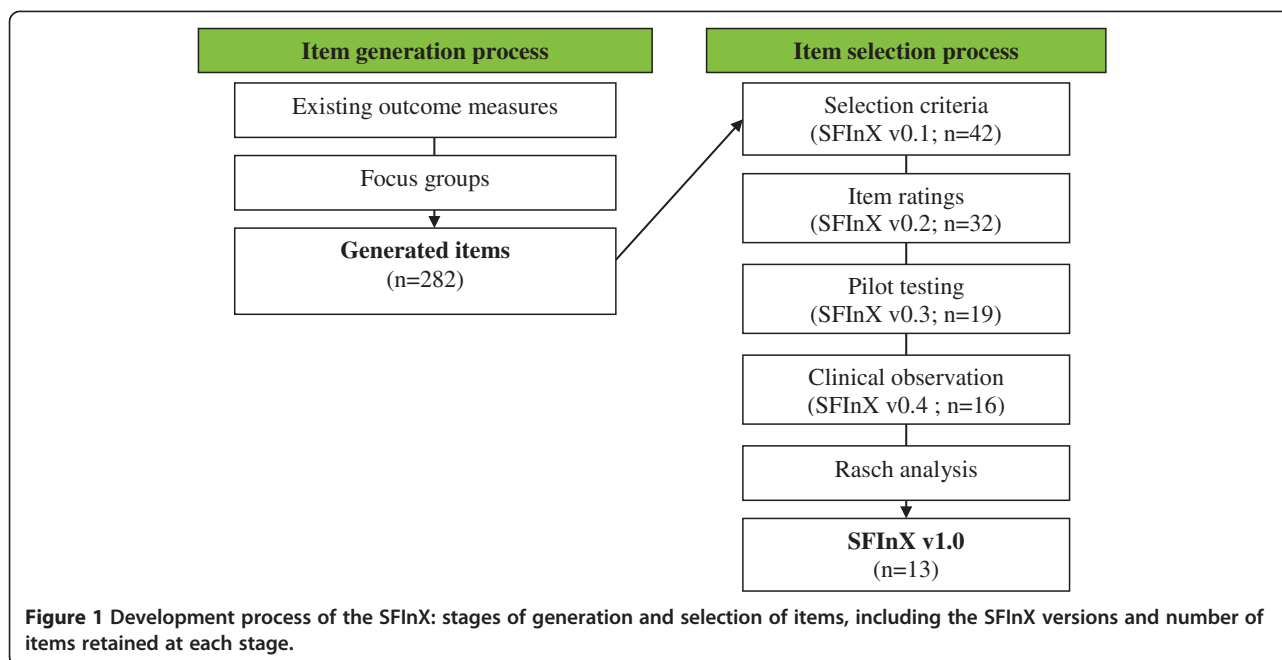 Item generation process
Existing outcome measures
Focus groups
Generated items
(n=282)
Item selection process
Selection criteria
(SFInX v0.1; n=42)
Item ratings
(SFInX v0.2; n=32)
Pilot testing
(SFInX v0.3; n=19)
Clinical observation
(SFInX v0.4 ; n=16)
Rasch analysis
SFInX v1.0
(n=13)
Figure 1 Development process of the SFInX: stages of generation and selection of items, including the SFInX versions and number of
items retained at each stage.